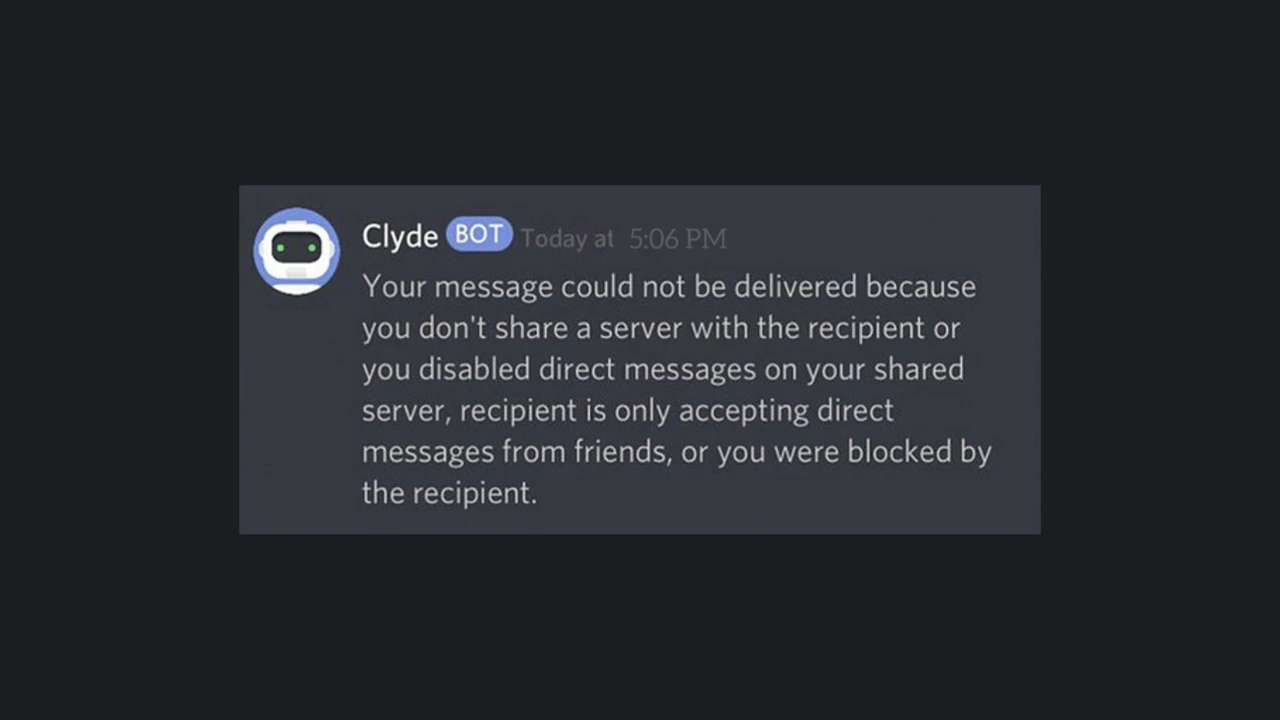 Clyde BOT Today at 5:06 PM
Your message could not be delivered because
you don't share a server with the recipient or
you disabled direct messages on your shared
server, recipient is only accepting direct
messages from friends, or you were blocked by
the recipient.